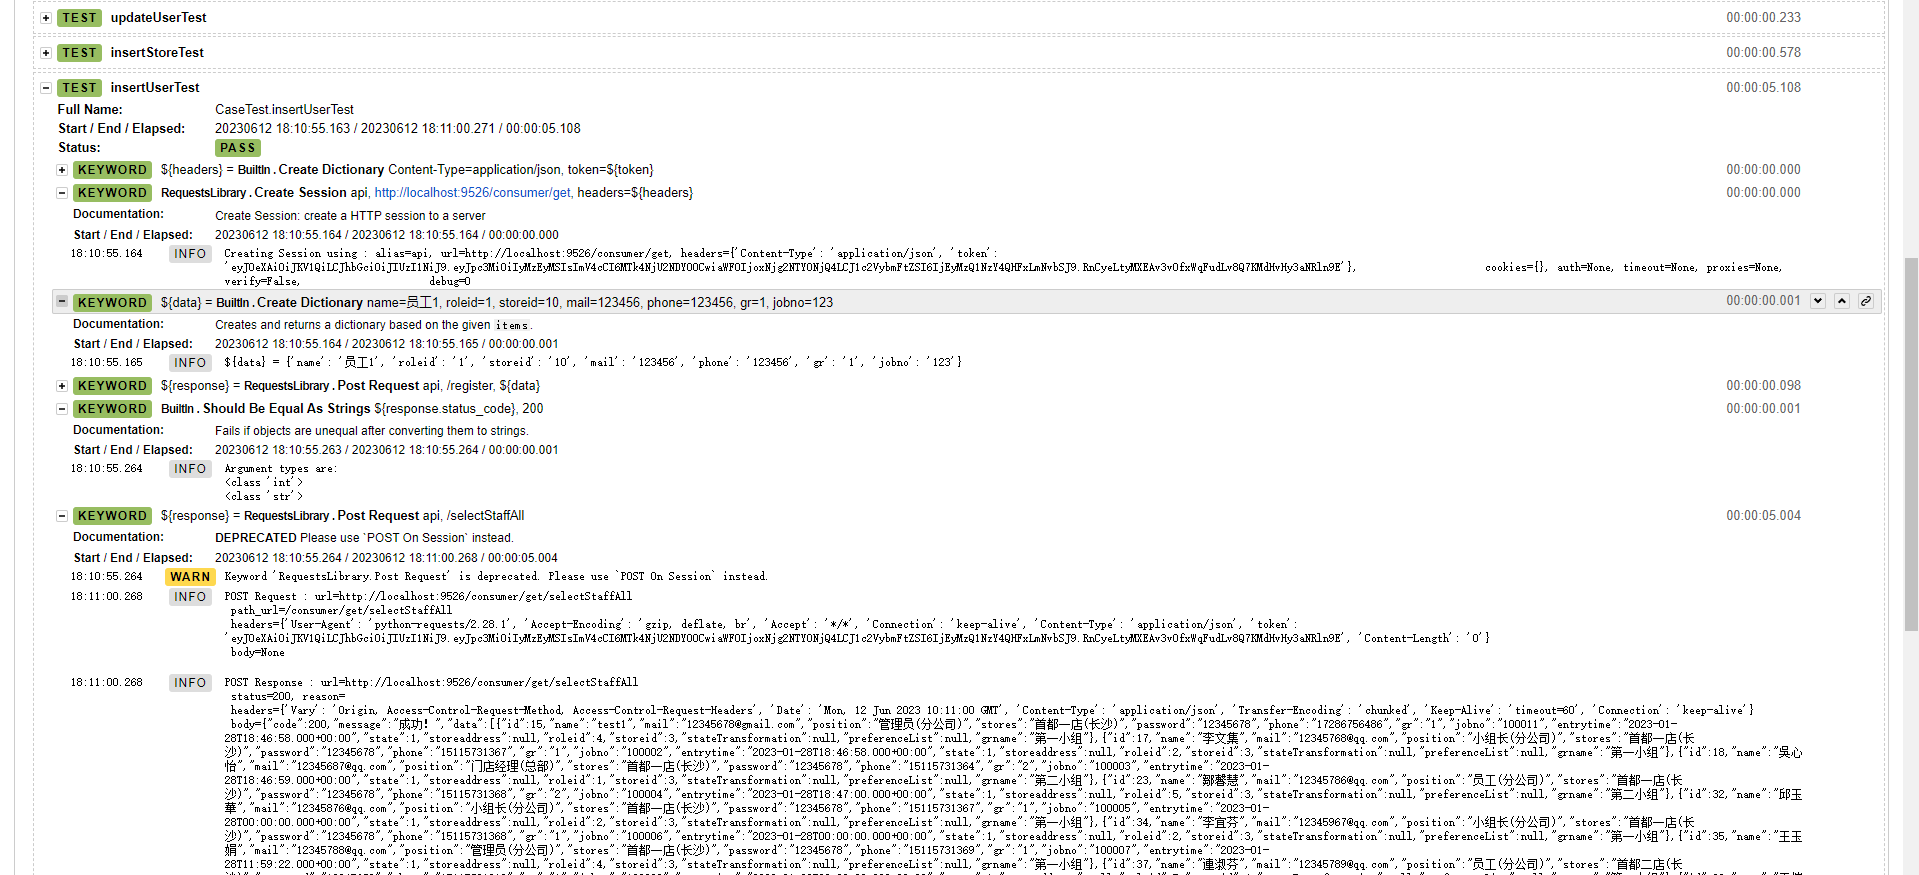 + TEST updateUserTest 00:00:00.233
+ TEST insertStoreTest 00:00:00.578
- TEST insertUserTest 00:00:05.108
Full Name: CaseTest.insertUserTest
Start / End / Elapsed: 20230612 18:10:55.163 / 20230612 18:11:00.271 / 00:00:05.108
Status: PASS
+ KEYWORD ${headers} = BuiltIn . Create Dictionary Content-Type=application/json, token=${token} 00:00:00.000
- KEYWORD RequestsLibrary . Create Session api, http://localhost:9526/consumer/get, headers=${headers} 00:00:00.000
Documentation: Create Session: create a HTTP session to a server
Start / End / Elapsed: 20230612 18:10:55.164 / 20230612 18:10:55.164 / 00:00:00.000
18:10:55.164 INFO Creating Session using : alias=api, url=http://localhost:9526/consumer/get, headers={'Content-Type': 'application/json', 'token':
cookies={}, auth=None, timeout=None, proxies=None,
verify=False, debug=0
- KEYWORD ${data} = BuiltIn . Create Dictionary name=员工1, roleid=1, storeid=10, mail=123456, phone=123456, gr=1, jobno=123 00:00:00.001
Documentation: Creates and returns a dictionary based on the given items.
Start / End / Elapsed: 20230612 18:10:55.164 / 20230612 18:10:55.165 / 00:00:00.001
18:10:55.165 INFO ${data} = {'name': '员工1', 'roleid': '1', 'storeid': '10', 'mail': '123456', 'phone': '123456', 'gr': '1', 'jobno': '123'}
+ KEYWORD ${response} = RequestsLibrary . Post Request api, /register, ${data} 00:00:00.098
- KEYWORD BuiltIn . Should Be Equal As Strings ${response.status_code}, 200 00:00:00.001
Documentation: Fails if objects are unequal after converting them to strings.
Start / End / Elapsed: 20230612 18:10:55.263 / 20230612 18:10:55.264 / 00:00:00.001
18:10:55.264 INFO Argument types are:
<class 'int'>
<class 'str'>
- KEYWORD ${response} = RequestsLibrary . Post Request api, /selectStaffAll 00:00:05.004
Documentation: DEPRECATED Please use `POST On Session` instead.
Start / End / Elapsed: 20230612 18:10:55.264 / 20230612 18:11:00.268 / 00:00:05.004
18:10:55.264 WARN Keyword 'RequestsLibrary.Post Request' is deprecated. Please use `POST On Session` instead.
18:11:00.268 INFO POST Request : url=http://localhost:9526/consumer/get/selectStaffAll
path_url=/consumer/get/selectStaffAll
headers={'User-Agent': 'python-requests/2.28.1', 'Accept-Encoding': 'gzip, deflate, br', 'Accept': '*/*', 'Connection': 'keep-alive', 'Content-Type': 'application/json', 'token':
'Content-Length': '0'}
body=None
18:11:00.268 INFO POST Response : url=http://localhost:9526/consumer/get/selectStaffAll
status=200, reason=
headers={'Vary': 'Origin, Access-Control-Request-Method, Access-Control-Request-Headers', 'Date': 'Mon, 12 Jun 2023 10:11:00 GMT', 'Content-Type': 'application/json', 'Transfer-Encoding': 'chunked', 'Keep-Alive': 'timeout=60', 'Connection': 'keep-alive'}
body={"code":200,"message":"成功！","data":[{"id":15,"name":"test1","mail":"12345678@gmail.com","position":"管理员(分公司)","stores":"首都一店(长沙)","password":"12345678","phone":"17286756486","gr":"1","jobno":"100011","entrytime":"2023-01-
28T18:46:58.000+00:00","state":1,"storeaddress":null,"roleid":4,"storeid":3,"stateTransformation":null,"preferenceList":null,"grname":"第一小组"},{"id":17,"name":"李文集","mail":"12345768@qq.com","position":"小组长(分公司)","stores":"首都一店(长
沙)","password":"12345678","phone":"15115731367","gr":"1","jobno":"100002","entrytime":"2023-01-28T18:46:58.000+00:00","state":1,"storeaddress":null,"roleid":2,"storeid":3,"stateTransformation":null,"preferenceList":null,"grname":"第一小组"},{"id":18,"name":"吳心
怡","mail":"12345687@qq.com","position":"门店经理(总部)","stores":"首都一店(长沙)","password":"12345678","phone":"15115731364","gr":"2","jobno":"100003","entrytime":"2023-01-
28T18:46:59.000+00:00","state":1,"storeaddress":null,"roleid":1,"storeid":3,"stateTransformation":null,"preferenceList":null,"grname":"第二小组"},{"id":23,"name":"鄒馨慧","mail":"12345786@qq.com","position":"员工(分公司)","stores":"首都一店(长
沙)","password":"12345678","phone":"15115731368","gr":"2","jobno":"100004","entrytime":"2023-01-28T18:47:00.000+00:00","state":1,"storeaddress":null,"roleid":5,"storeid":3,"stateTransformation":null,"preferenceList":null,"grname":"第二小组"},{"id":32,"name":"邱玉
華","mail":"12345876@qq.com","position":"小组长(分公司)","stores":"首都一店(长沙)","password":"12345678","phone":"15115731367","gr":"1","jobno":"100005","entrytime":"2023-01-
28T00:00:00.000+00:00","state":1,"storeaddress":null,"roleid":2,"storeid":3,"stateTransformation":null,"preferenceList":null,"grname":"第一小组"},{"id":34,"name":"李宜芬","mail":"12345967@qq.com","position":"小组长(分公司)","stores":"首都一店(长
沙)","password":"12345678","phone":"15115731368","gr":"1","jobno":"100006","entrytime":"2023-01-28T00:00:00.000+00:00","state":1,"storeaddress":null,"roleid":2,"storeid":3,"stateTransformation":null,"preferenceList":null,"grname":"第一小组"},{"id":35,"name":"王玉
娟","mail":"12345788@qq.com","position":"管理员(分公司)","stores":"首都一店(长沙)","password":"12345678","phone":"15115731369","gr":"1","jobno":"100007","entrytime":"2023-01-
28T11:59:22.000+00:00","state":1,"storeaddress":null,"roleid":4,"storeid":3,"stateTransformation":null,"preferenceList":null,"grname":"第一小组"},{"id":37,"name":"連淑芬","mail":"12345789@qq.com","position":"员工(分公司)","stores":"首都二店(长